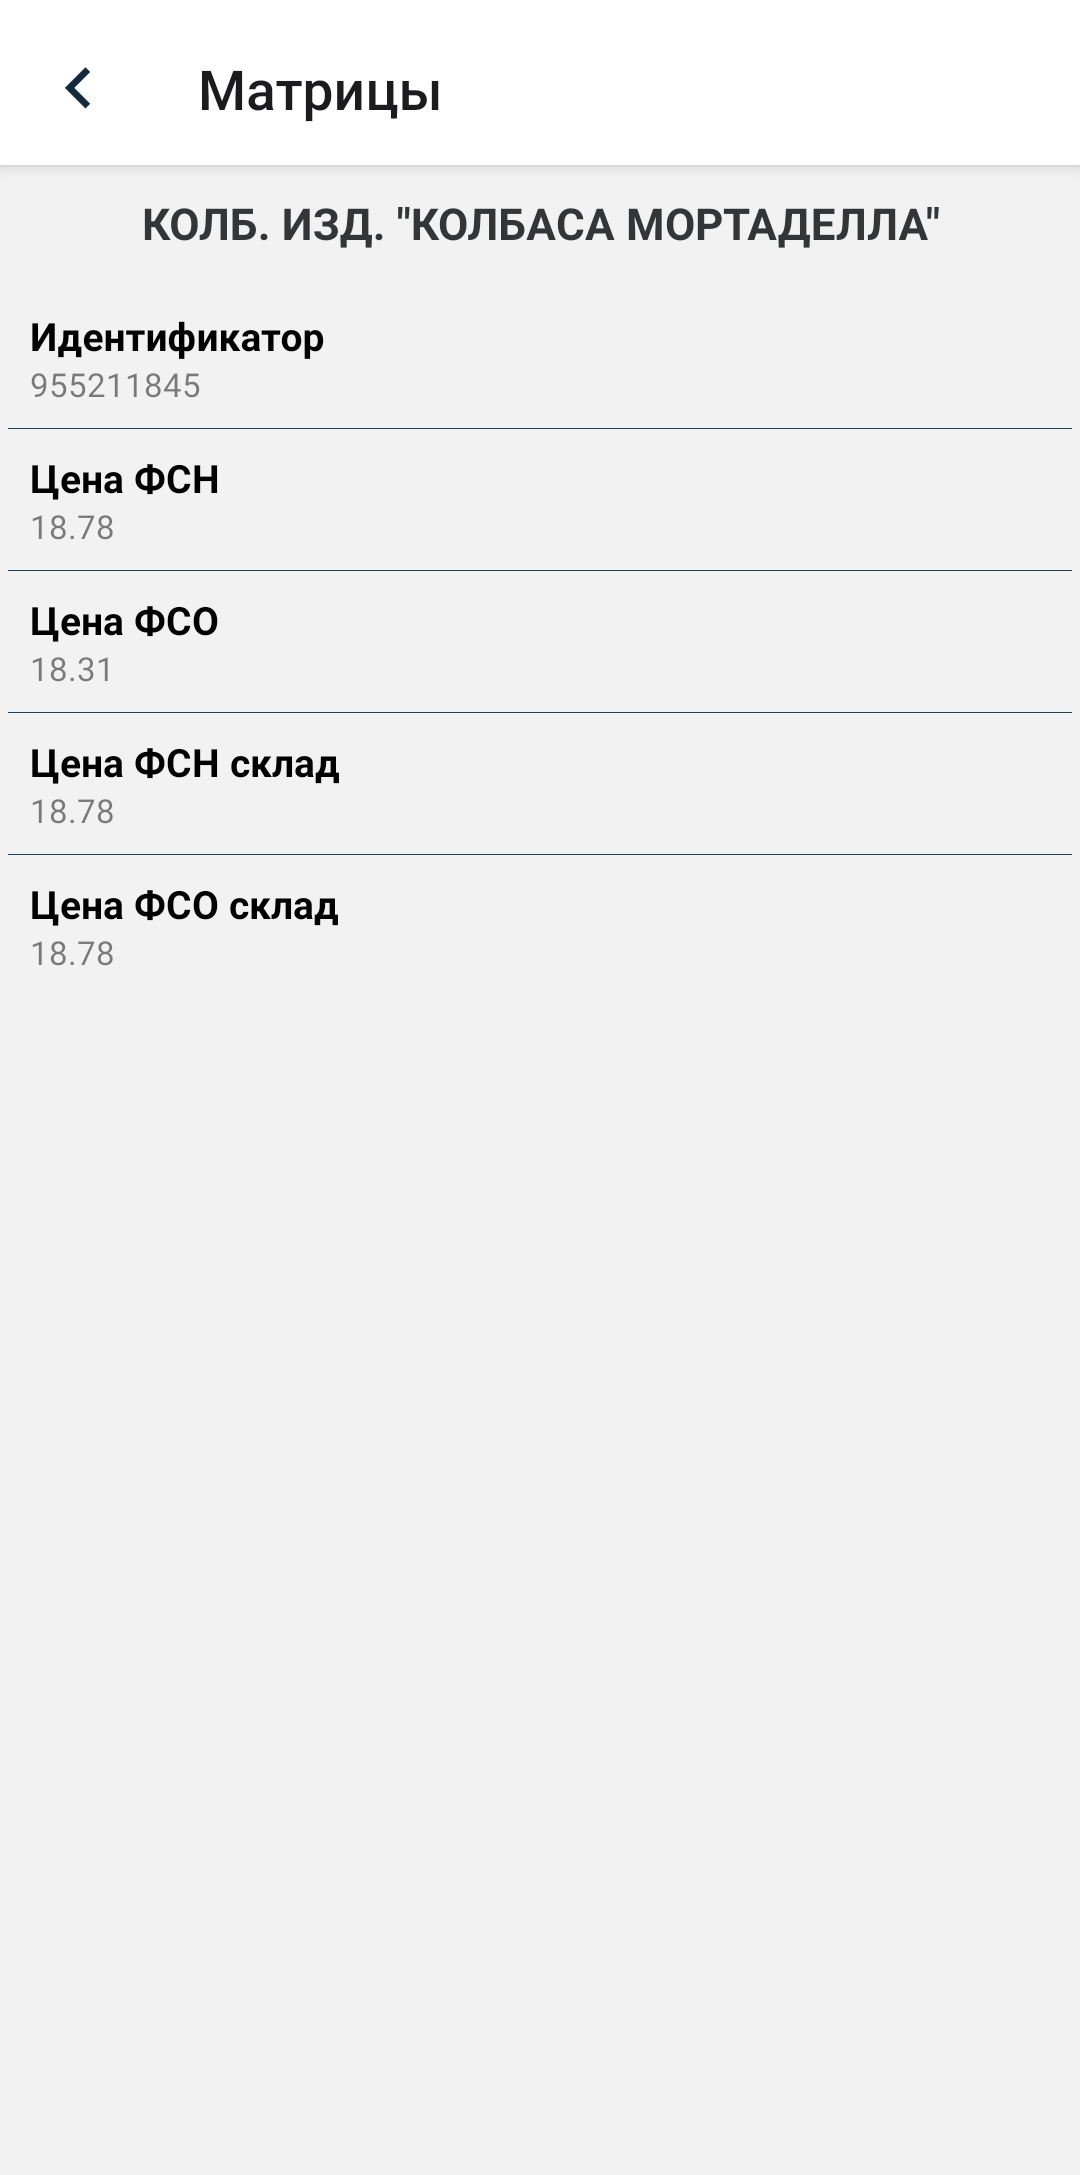 Матрицы
КОЛБ. ИЗД. "КОЛБАСА МОРТАДЕЛЛА"
Идентификатор
955211845
Цена ФСН
18.78
Цена ФСО
18.31
Цена ФСН склад
18.78
Цена ФСО склад
18.78